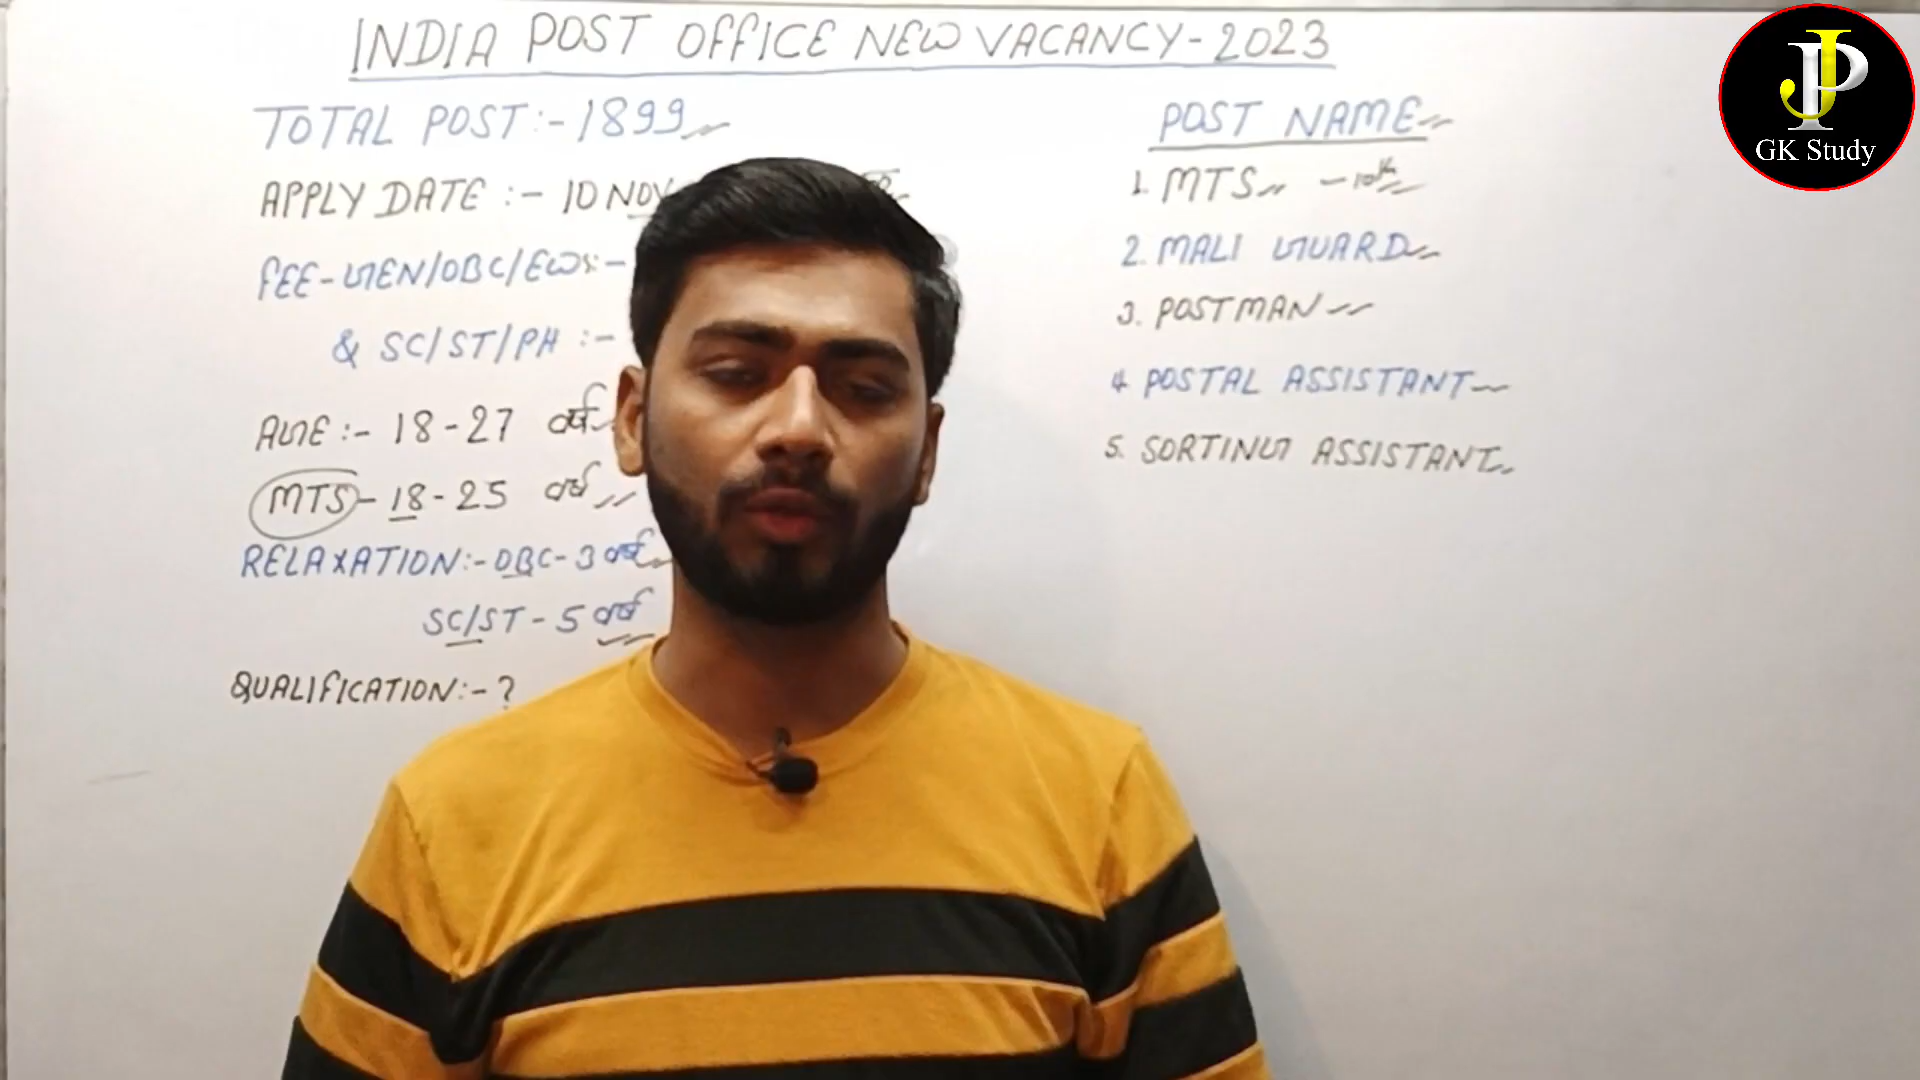 INDIA POST OFFICE NEW VACANCY-2023
TOTAL POST:-1899
APPLY DATE :- 10 NOV
FEE-GEN/OBC/EWS:-
& SC/ST/PH :-
AGE:- 18-27 वर्ष
MTS- 18-25 वर्ष
RELAXATION:- OBC- 3 वर्ष
SC/ST - 5 वर्ष
QUALIFICATION:- ?
POST NAME
1. MTS - 10th
2. MALI GUARD
3. POSTMAN
4. POSTAL ASSISTANT
5. SORTING ASSISTANT
JP
GK Study